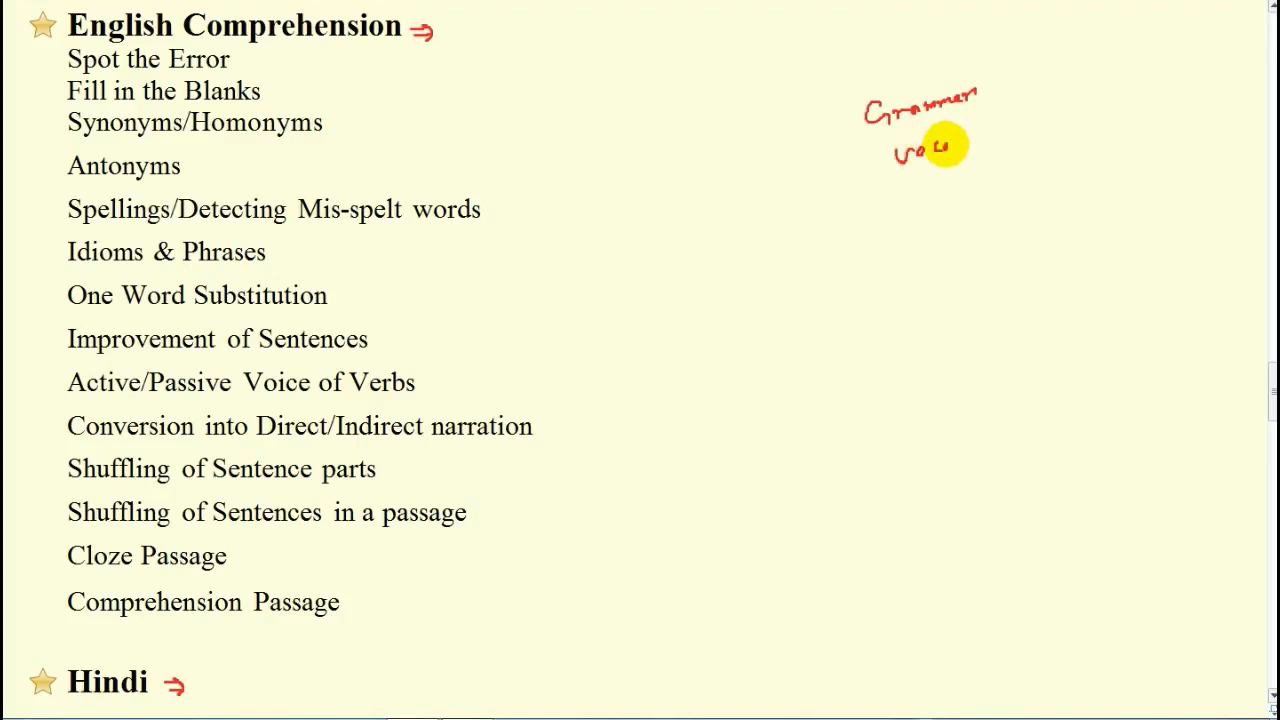 English Comprehension
Spot the Error
Fill in the Blanks
Grammer
Synonyms/Homonyms
Antonyms
Spellings/Detecting Mis-spelt words
Idioms & Phrases
One Word Substitution
Improvement of Sentences
Active/Passive Voice of Verbs
Conversion into Direct/Indirect narration
Shuffling of Sentence parts
Shuffling of Sentences in a passage
Cloze Passage
Comprehension Passage
Hindi